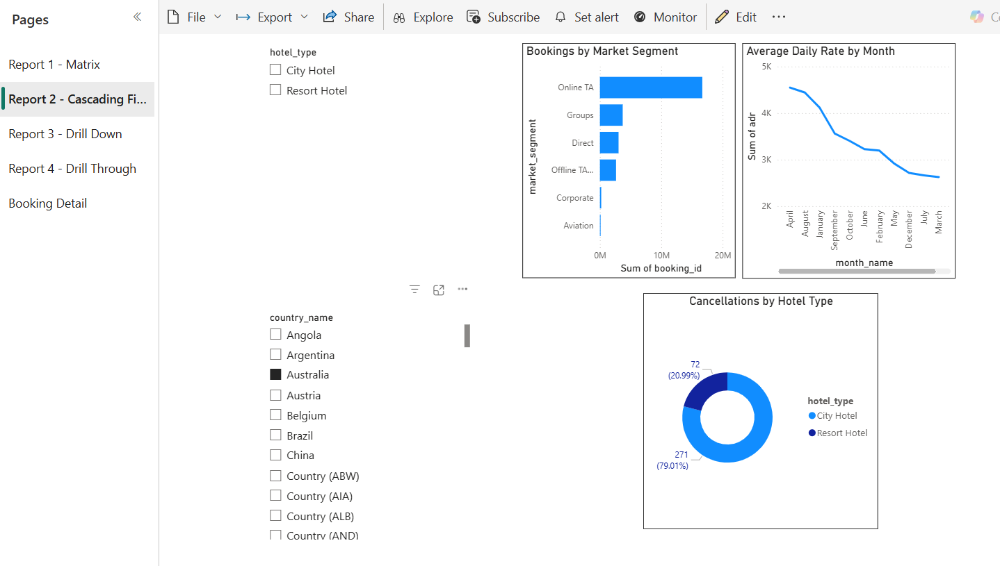 Pages
Report 1 - Matrix
Report 2 - Cascading Fi...
Report 3 - Drill Down
Report 4 - Drill Through
Booking Detail
File Export Share Explore Subscribe Set alert Monitor Edit
hotel_type
City Hotel
Resort Hotel
country_name
Angola
Argentina
Australia
Austria
Belgium
Brazil
China
Country (ABW)
Country (AIA)
Country (ALB)
Country (AND)
Bookings by Market Segment
market_segment
Online TA
Groups
Direct
Offline TA...
Corporate
Aviation
0M 10M 20M
Sum of booking_id
Average Daily Rate by Month
Sum of adr
5K
4K
3K
2K
April August January September October June February May December July March
month_name
Cancellations by Hotel Type
72
(20.99%)
271
(79.01%)
hotel_type
City Hotel
Resort Hotel